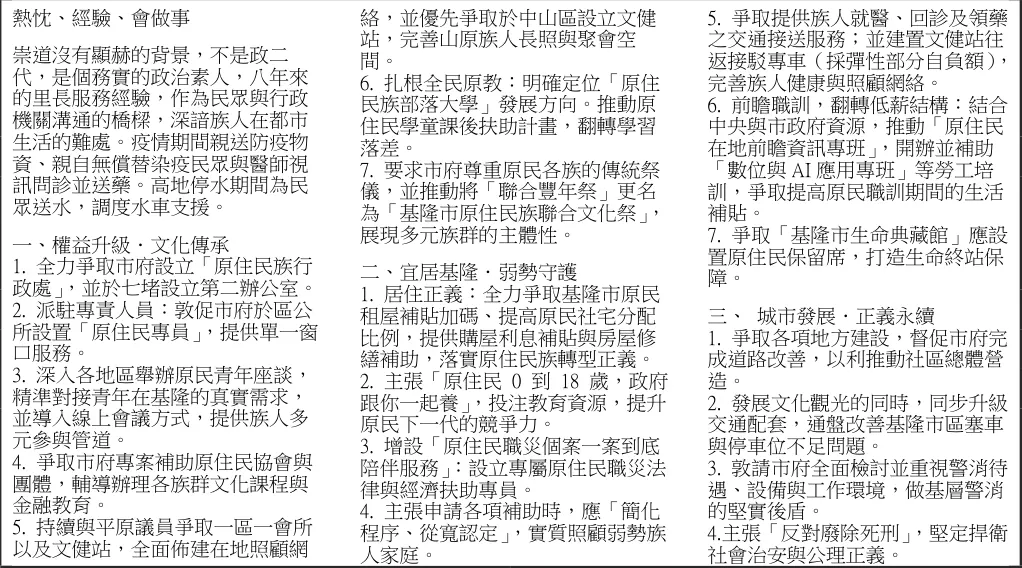 熱忱、經驗、會做事
崇道沒有顯赫的背景，不是政二
代，是個務實的政治素人，八年來
的里長服務經驗，作為民眾與行政
機關溝通的橋樑，深諳族人在都市
生活的難處。疫情期間親送防疫物
資、親自無償替染疫民眾與醫師視
訊問診並送藥。高地停水期間為民
眾送水，調度水車支援。
一、權益升級．文化傳承
1. 全力爭取市府設立「原住民族行
政處」，並於七堵設立第二辦公室。
2. 派駐專責人員：敦促市府於區公
所設置「原住民專員」，提供單一窗
口服務。
3. 深入各地區舉辦原民青年座談，
精準對接青年在基隆的真實需求，
並導入線上會議方式，提供族人多
元參與管道。
4. 爭取市府專案補助原住民協會與
團體，輔導辦理各族群文化課程與
金融教育。
5. 持續與平原議員爭取一區一會所
以及文健站，全面佈建在地照顧網
絡，並優先爭取於中山區設立文健
站，完善山原族人長照與聚會空
間。
6. 扎根全民原教：明確定位「原住
民族部落大學」發展方向。推動原
住民學童課後扶助計畫，翻轉學習
落差。
7. 要求市府尊重原民各族的傳統祭
儀，並推動將「聯合豐年祭」更名
為「基隆市原住民族聯合文化祭」，
展現多元族群的主體性。
二、宜居基隆．弱勢守護
1. 居住正義：全力爭取基隆市原民
租屋補貼加碼、提高原民社宅分配
比例，提供購屋利息補貼與房屋修
繕補助，落實原住民族轉型正義。
2. 主張「原住民 0 到 18 歲，政府
跟你一起養」，投注教育資源，提升
原民下一代的競爭力。
3. 增設「原住民職災個案一案到底
陪伴服務」：設立專屬原住民職災法
律與經濟扶助專員。
4. 主張申請各項補助時，應「簡化
程序、從寬認定」，實質照顧弱勢族
人家庭。
5. 爭取提供族人就醫、回診及領藥
之交通接送服務；並建置文健站往
返接駁專車（採彈性部分自負額），
完善族人健康與照顧網絡。
6. 前瞻職訓，翻轉低薪結構：結合
中央與市政府資源，推動「原住民
在地前瞻資訊專班」，開辦並補助
「數位與 AI 應用專班」等勞工培
訓，爭取提高原民職訓期間的生活
補貼。
7. 爭取「基隆市生命典藏館」應設
置原住民保留席，打造生命終站保
障。
三、 城市發展．正義永續
1. 爭取各項地方建設，督促市府完
成道路改善，以利推動社區總體營
造。
2. 發展文化觀光的同時，同步升級
交通配套，通盤改善基隆市區塞車
與停車位不足問題。
3. 敦請市府全面檢討並重視警消待
遇、設備與工作環境，做基層警消
的堅實後盾。
4.主張「反對廢除死刑」，堅定捍衛
社會治安與公理正義。